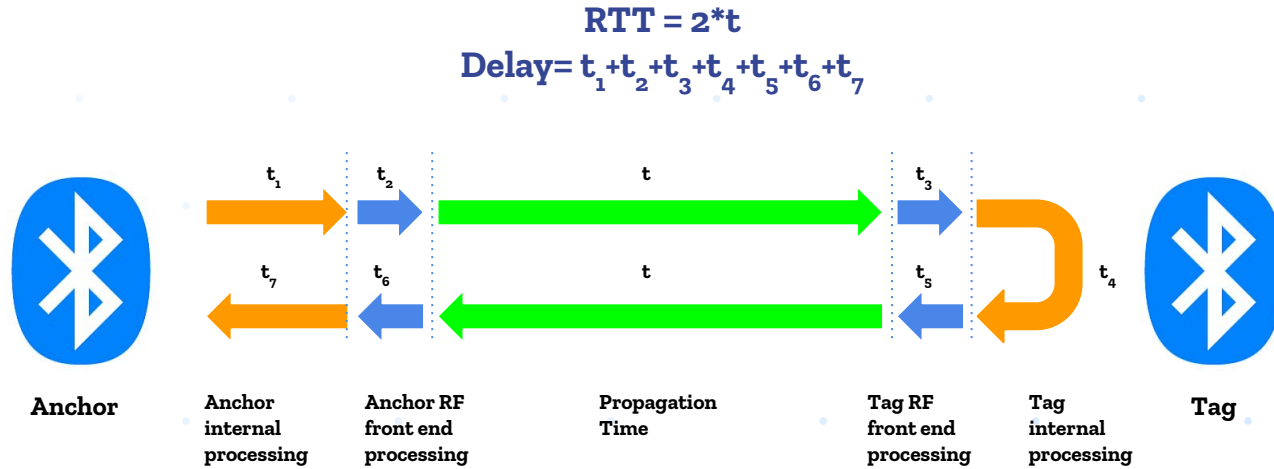 RTT = 2*t
Delay= t₁+t₂+t₃+t₄+t₅+t₆+t₇
t₁ t₂ t t₃
t₇ t₆ t t₅ t₄
Anchor
Anchor
internal
processing
Anchor RF
front end
processing
Propagation
Time
Tag RF
front end
processing
Tag
internal
processing
Tag